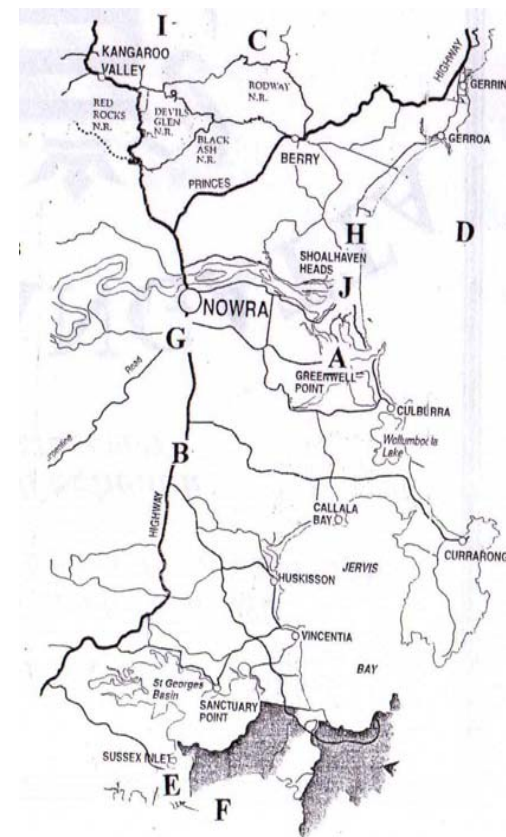 I
C
KANGAROO
VALLEY
RODWAY
N.R.
HIGHWAY
GERRIN
RED
ROCKS
N.R.
DEVILS
GLEN
N.R.
BLACK
ASH
N.R.
GERROA
BERRY
PRINCES
H
D
SHOALHAVEN
HEADS
J
NOWRA
G
A
GREENWELL
POINT
Road
CULBURRA
Lake
B
CALLALA
BAY
HIGHWAY
CURRARONG
JERVIS
HUSKISSON
VINCENTIA
BAY
St Georges
Basin
SANCTUARY
POINT
SUSSEX INLET
E
F